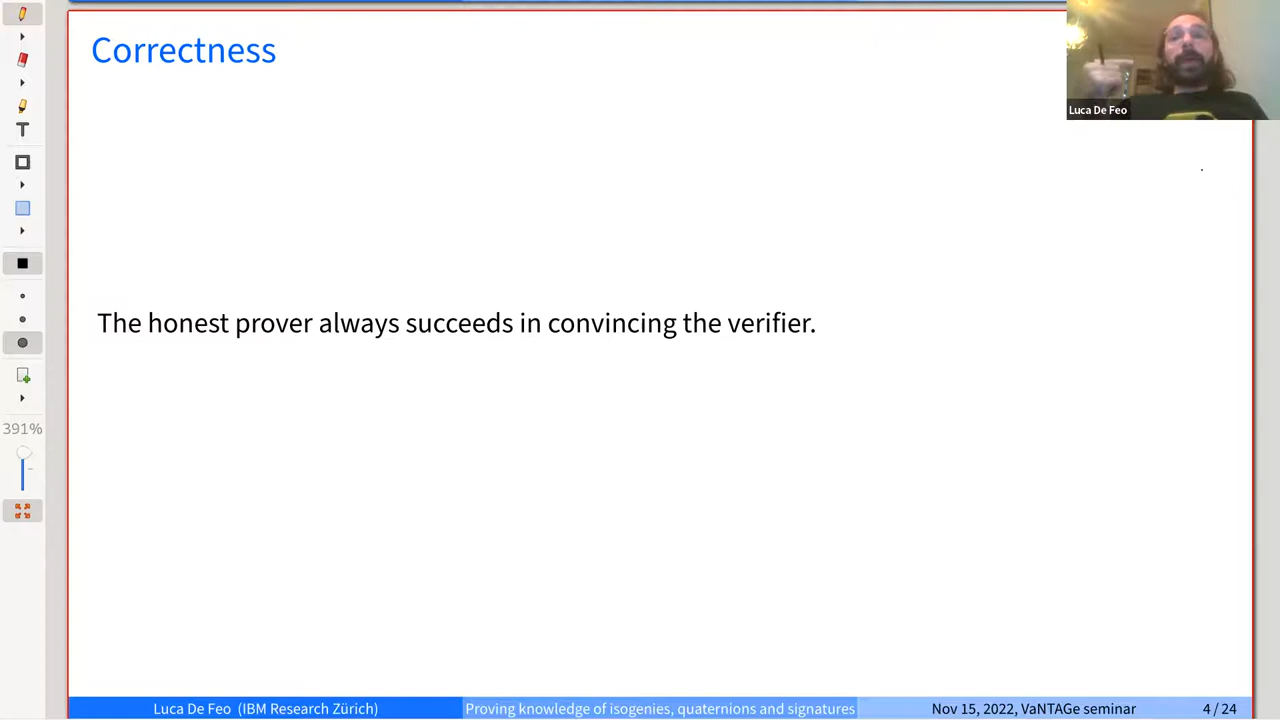 Correctness
Luca De Feo
The honest prover always succeeds in convincing the verifier.
T
391%
Luca De Feo (IBM Research Zürich)
Proving knowledge of isogenies, quaternions and signatures
Nov 15, 2022, VaNTAGe seminar
4 / 24